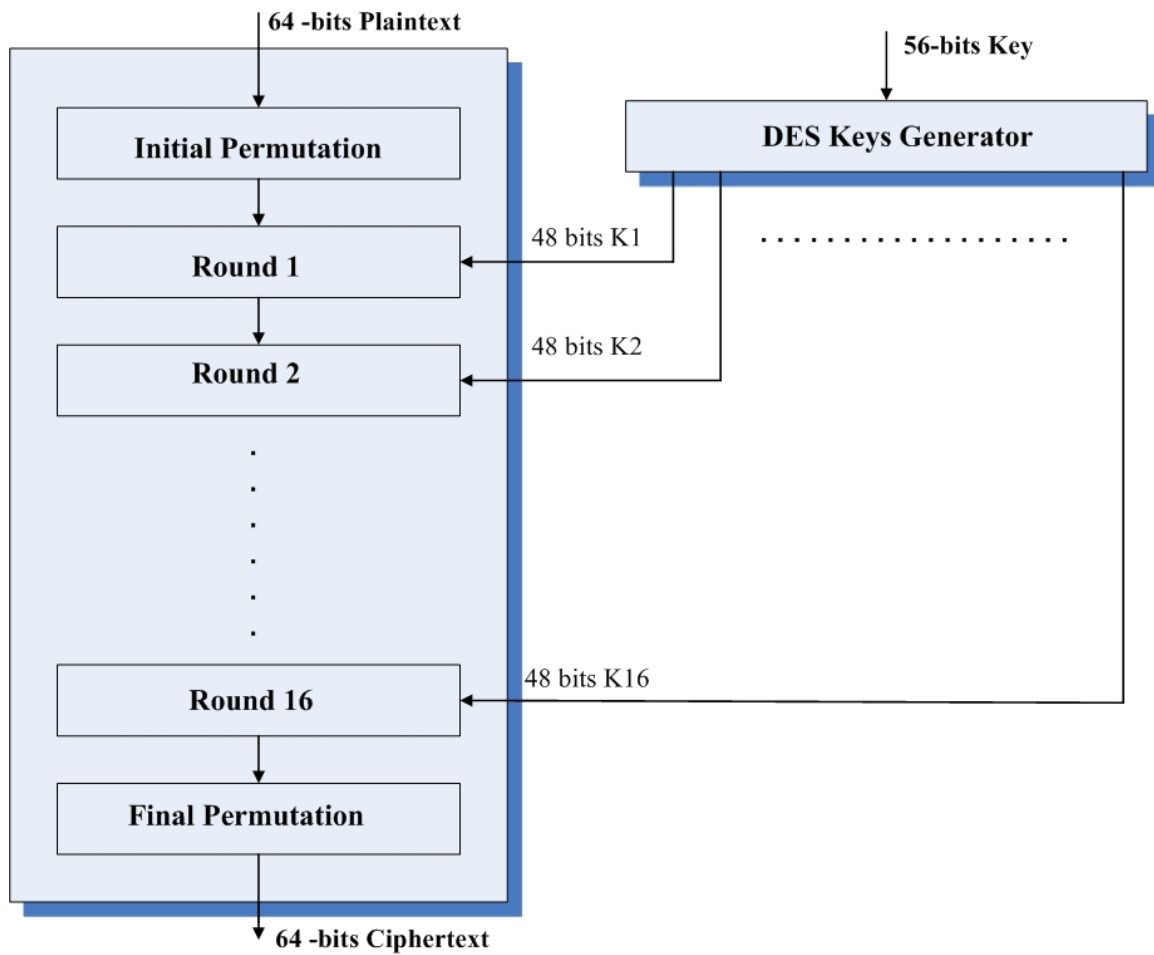 64 -bits Plaintext
56-bits Key
Initial Permutation
DES Keys Generator
48 bits K1
Round 1
48 bits K2
Round 2
48 bits K16
Round 16
Final Permutation
64 -bits Ciphertext